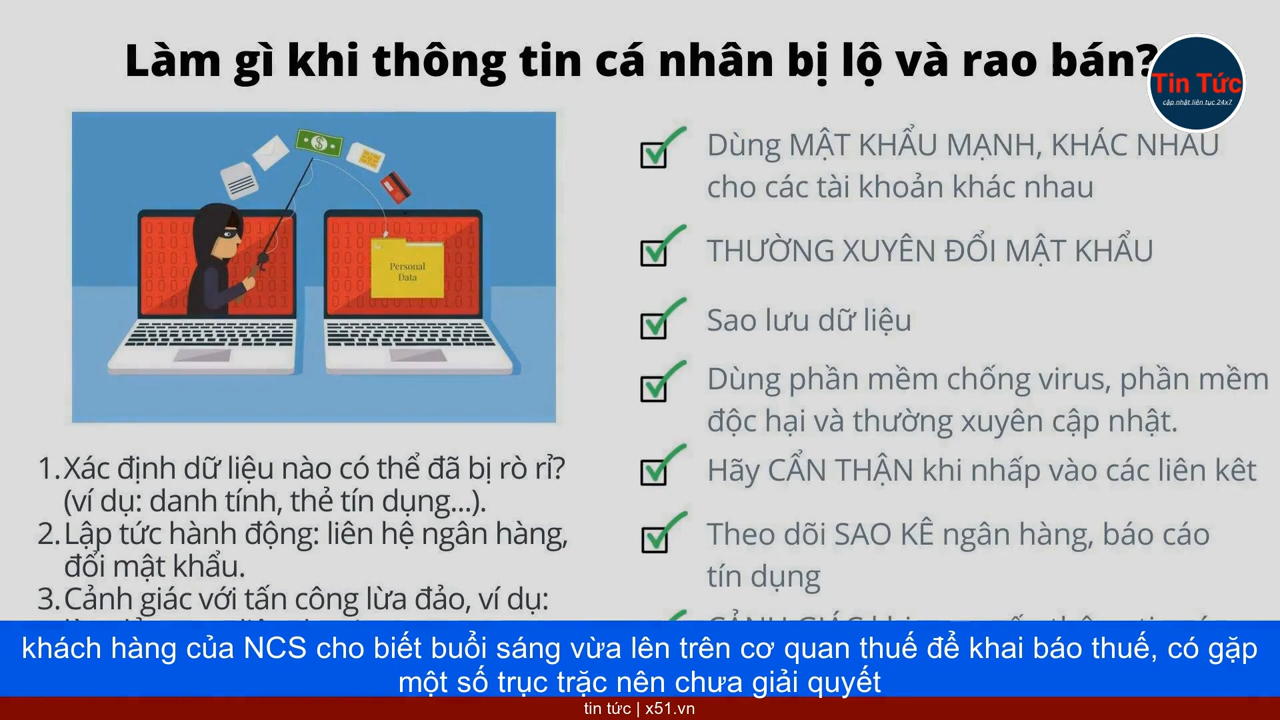 Làm gì khi thông tin cá nhân bị lộ và rao bán?
Tin Tức
cập nhật liên tục 24x7
Personal
Data
1. Xác định dữ liệu nào có thể đã bị rò rỉ?
(ví dụ: danh tính, thẻ tín dụng...).
2. Lập tức hành động: liên hệ ngân hàng,
đổi mật khẩu.
3. Cảnh giác với tấn công lừa đảo, ví dụ:
Dùng MẬT KHẨU MẠNH, KHÁC NHAU
cho các tài khoản khác nhau
THƯỜNG XUYÊN ĐỔI MẬT KHẨU
Sao lưu dữ liệu
Dùng phần mềm chống virus, phần mềm
độc hại và thường xuyên cập nhật.
Hãy CẨN THẬN khi nhấp vào các liên kêt
Theo dõi SAO KÊ ngân hàng, báo cáo
tín dụng
khách hàng của NCS cho biết buổi sáng vừa lên trên cơ quan thuế để khai báo thuế, có gặp
một số trục trặc nên chưa giải quyết
tin tức | x51.vn